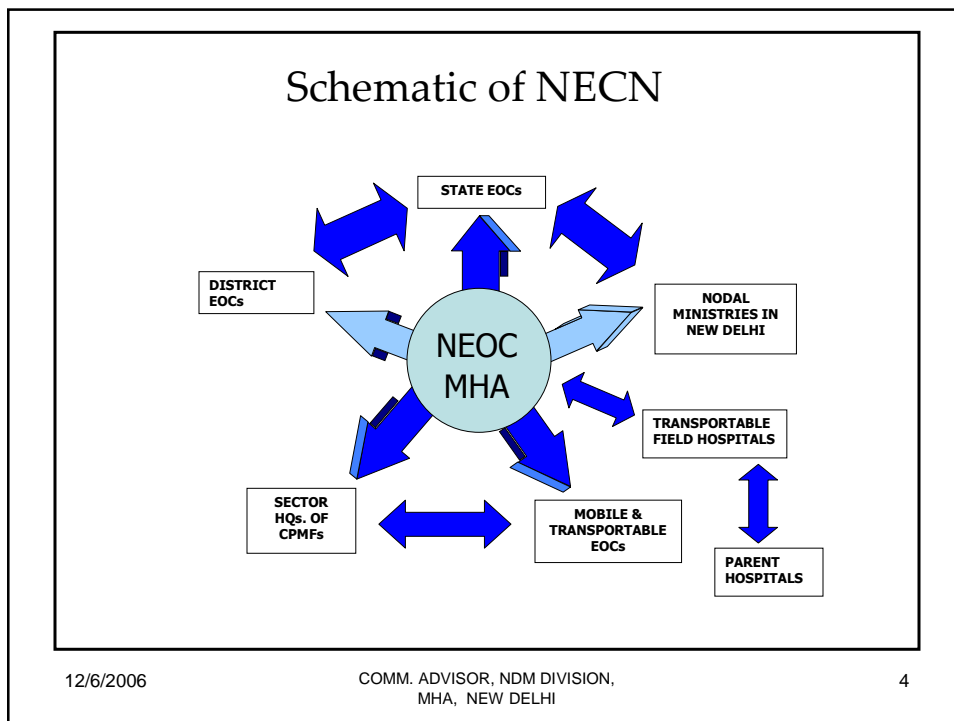 Schematic of NECN
STATE EOCs
DISTRICT
EOCs
NODAL
MINISTRIES IN
NEW DELHI
NEOC
MHA
TRANSPORTABLE
FIELD HOSPITALS
SECTOR
HQs. OF
CPMFs
MOBILE &
TRANSPORTABLE
EOCs
PARENT
HOSPITALS
12/6/2006
COMM. ADVISOR, NDM DIVISION,
MHA, NEW DELHI
4